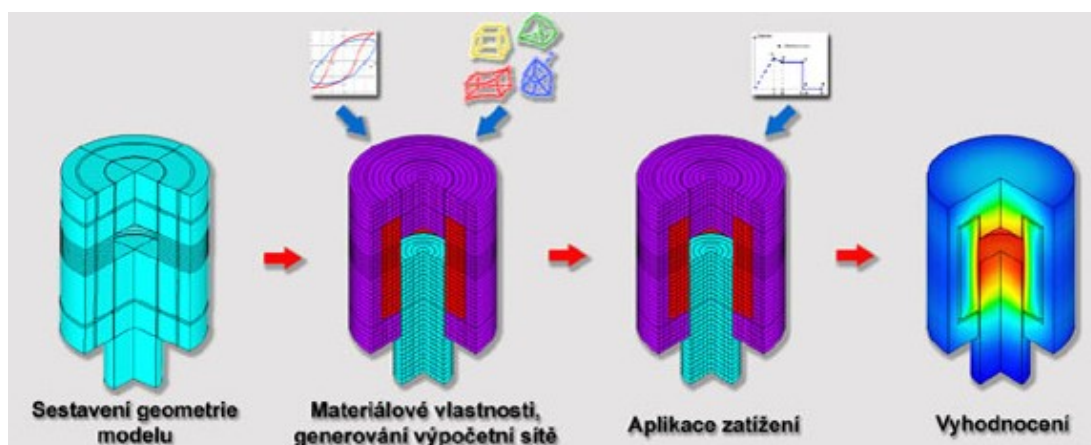 Sestavení geometrie
modelu
Materiálové vlastnosti,
generování výpočetní sítě
Aplikace zatížení
Vyhodnocení